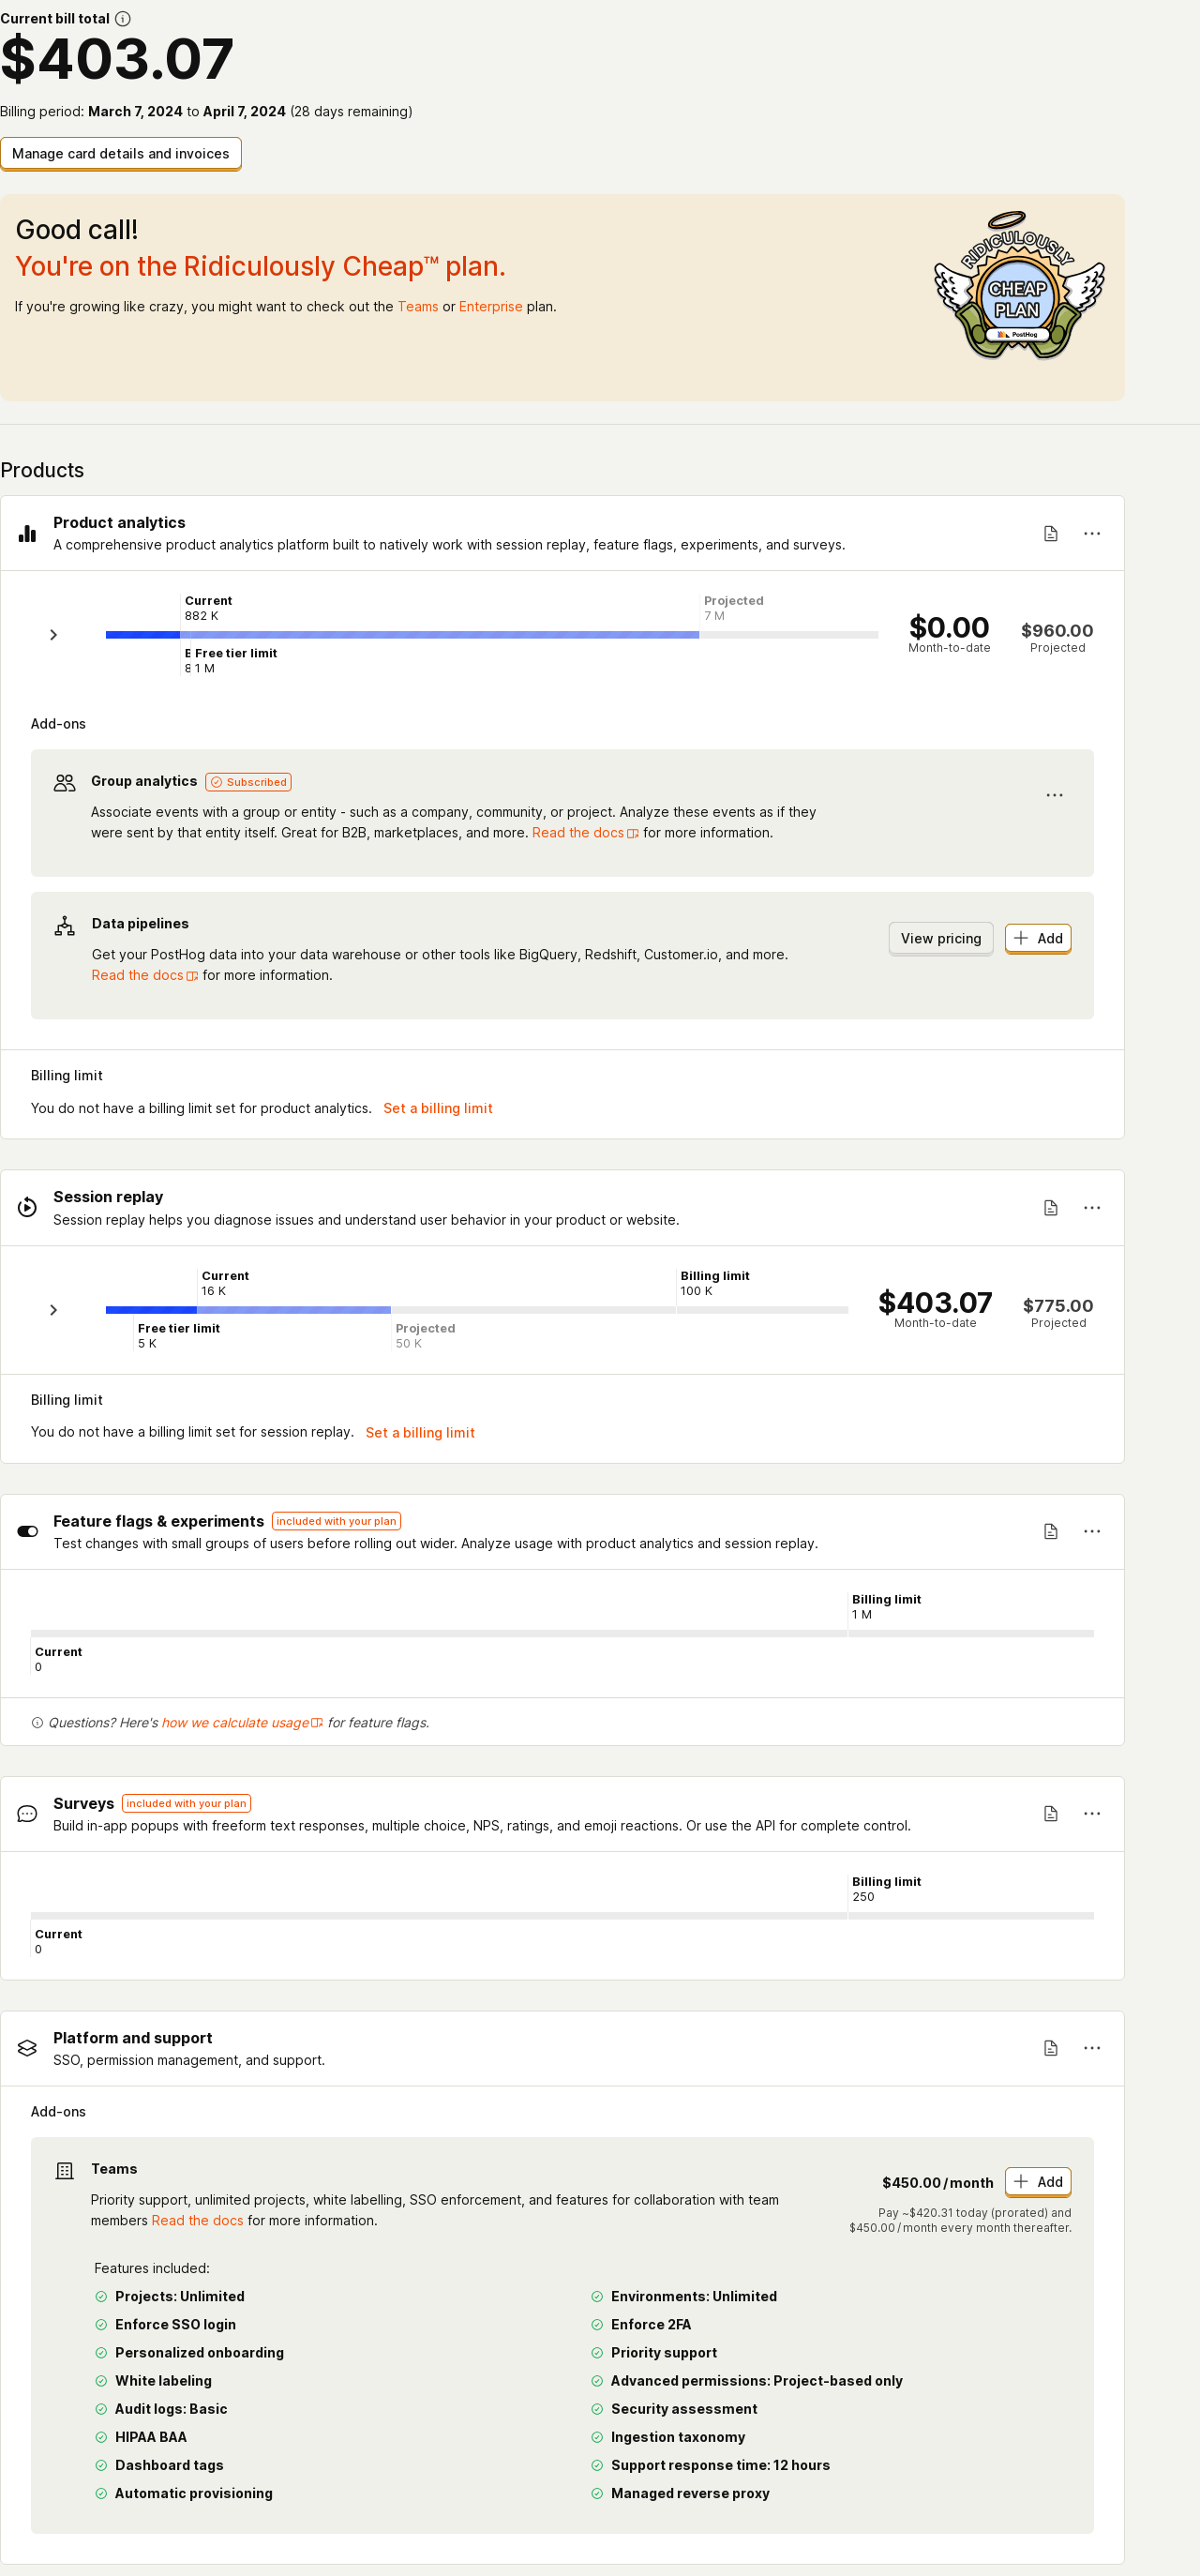 Current bill total
$403.07
Billing period: March 7, 2024 to April 7, 2024 (28 days remaining)
Manage card details and invoices
Good call!
You're on the Ridiculously Cheap™ plan.
If you're growing like crazy, you might want to check out the Teams or Enterprise plan.
RIDICULOUSLY
CHEAP
PLAN
PostHog
Products
Product analytics
A comprehensive product analytics platform built to natively work with session replay, feature flags, experiments, and surveys.
Current
882 K
Projected
7 M
Free tier limit
1 M
$0.00
Month-to-date
$960.00
Projected
Add-ons
Group analytics Subscribed
Associate events with a group or entity - such as a company, community, or project. Analyze these events as if they
were sent by that entity itself. Great for B2B, marketplaces, and more. Read the docs for more information.
Data pipelines
Get your PostHog data into your data warehouse or other tools like BigQuery, Redshift, Customer.io, and more.
Read the docs for more information.
View pricing
Add
Billing limit
You do not have a billing limit set for product analytics. Set a billing limit
Session replay
Session replay helps you diagnose issues and understand user behavior in your product or website.
Current
16 K
Billing limit
100 K
Free tier limit
5 K
Projected
50 K
$403.07
Month-to-date
$775.00
Projected
Billing limit
You do not have a billing limit set for session replay. Set a billing limit
Feature flags & experiments included with your plan
Test changes with small groups of users before rolling out wider. Analyze usage with product analytics and session replay.
Billing limit
1 M
Current
0
Questions? Here's how we calculate usage for feature flags.
Surveys included with your plan
Build in-app popups with freeform text responses, multiple choice, NPS, ratings, and emoji reactions. Or use the API for complete control.
Billing limit
250
Current
0
Platform and support
SSO, permission management, and support.
Add-ons
Teams
Priority support, unlimited projects, white labelling, SSO enforcement, and features for collaboration with team
members Read the docs for more information.
$450.00/month
Add
Pay ~$420.31 today (prorated) and
$450.00/month every month thereafter.
Features included:
Projects: Unlimited
Environments: Unlimited
Enforce SSO login
Enforce 2FA
Personalized onboarding
Priority support
White labeling
Advanced permissions: Project-based only
Audit logs: Basic
Security assessment
HIPAA BAA
Ingestion taxonomy
Dashboard tags
Support response time: 12 hours
Automatic provisioning
Managed reverse proxy